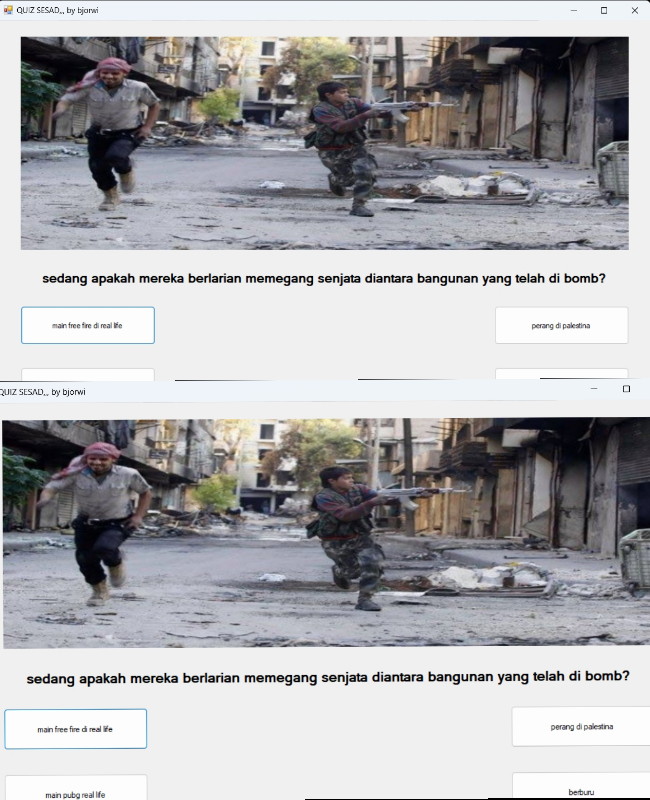 QUIZ SESAD,, by bjorwi
sedang apakah mereka berlarian memegang senjata diantara bangunan yang telah di bomb?
main free fire di real life
perang di palestina
QUIZ SESAD,, by bjorwi
sedang apakah mereka berlarian memegang senjata diantara bangunan yang telah di bomb?
main free fire di real life
perang di palestina
main pubg real life
berburu